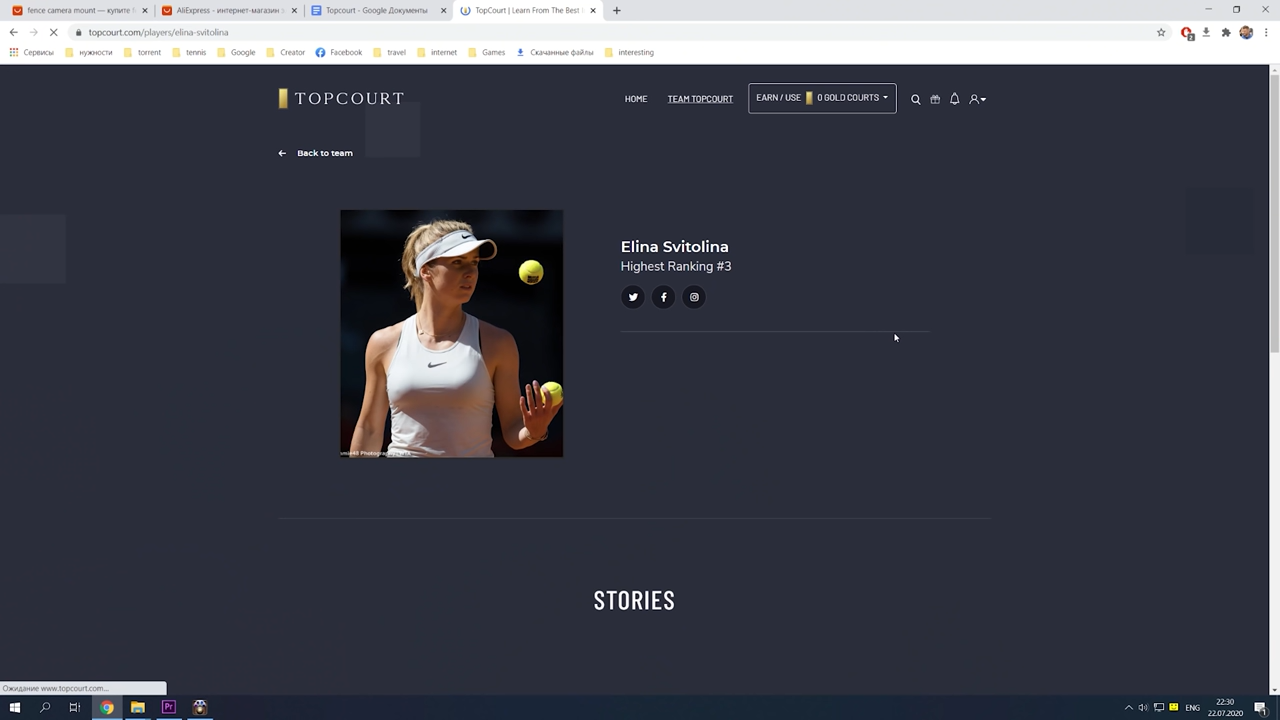 fence camera mount — купите
AliExpress - интернет-магазин
Topcourt - Google Документы
TopCourt | Learn From The Best
topcourt.com/players/elina-svitolina
2
Сервисы
нужности
torrent
tennis
Google
Creator
Facebook
travel
internet
Games
Скачанные файлы
interesting
TOPCOURT
HOME
TEAM TOPCOURT
EARN / USE 0 GOLD COURTS
Back to team
Elina Svitolina
Highest Ranking #3
STORIES
Ожидание www.topcourt.com...
Pr
ENG
22:30
22.07.2020
1